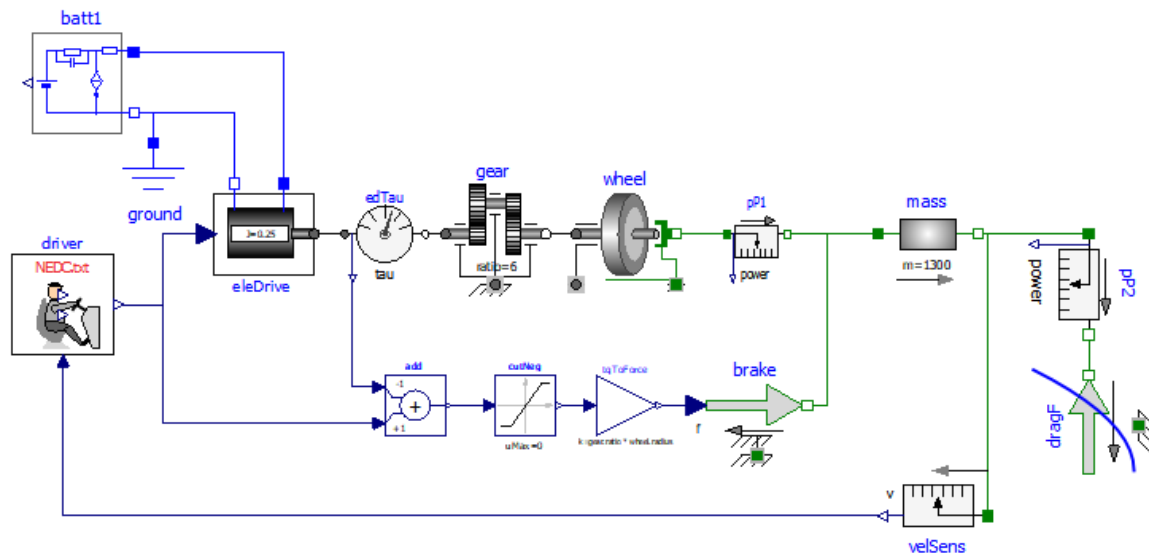 batt1
ground
driver
NEDC.txt
J=0.25
eleDrive
edTau
tau
gear
ratio=6
wheel
pP1
power
mass
m=1300
power
pP2
add
-1
+
+1
cutNeg
uMax=0
tqToForce
k=gear.ratio * wheel.radius
brake
f
dragF
v
velSens